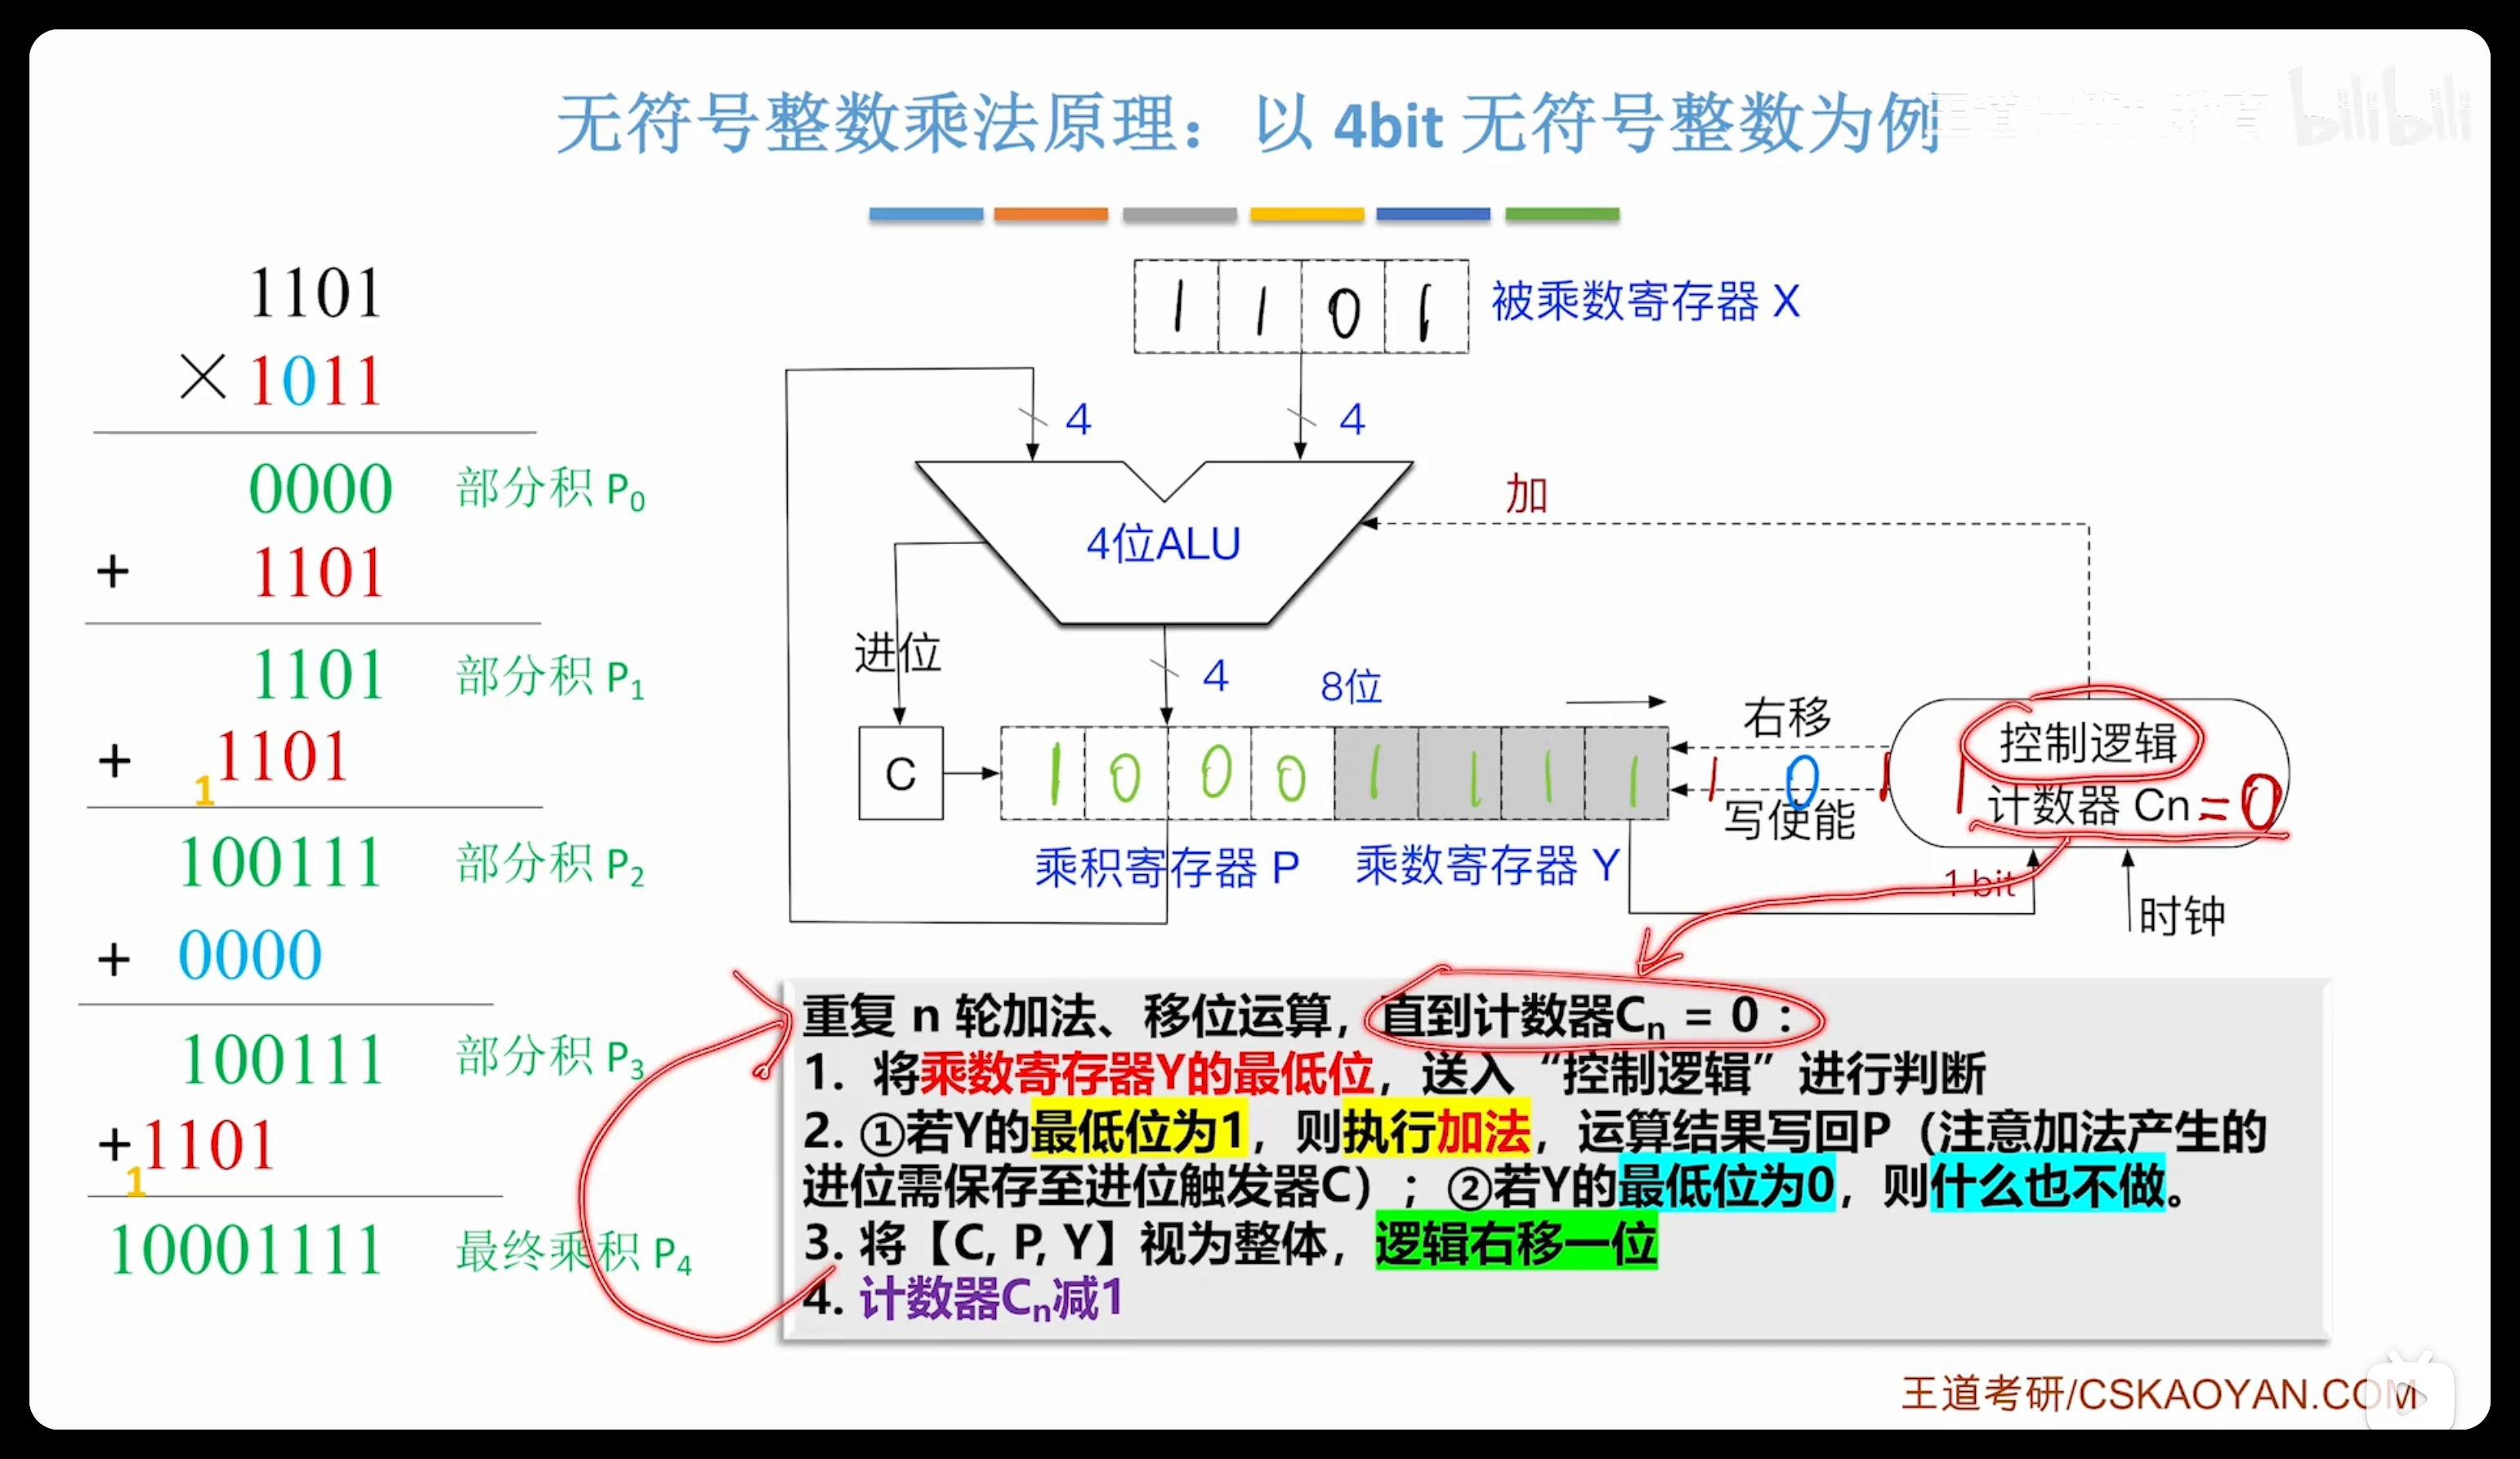 无符号整数乘法原理：以 4bit 无符号整数为例
bilibili
1101
×1011
0000 部分积 P0
+ 1101
1101 部分积 P1
+ 1101
1
100111 部分积 P2
+ 0000
100111 部分积 P3
+1101
1
10001111 最终乘积 P4
1 1 0 1 被乘数寄存器 X
4 4
加
4位ALU
进位
4 8位
右移
控制逻辑
C 1 0 0 0 1 1 1 1
1 0 1 1
写使能
计数器 Cn = 0
乘积寄存器 P 乘数寄存器 Y
1 bit
时钟
重复 n 轮加法、移位运算，直到计数器Cn = 0：
1. 将乘数寄存器Y的最低位，送入“控制逻辑”进行判断
2. ①若Y的最低位为1，则执行加法，运算结果写回P（注意加法产生的
进位需保存至进位触发器C）；②若Y的最低位为0，则什么也不做。
3. 将【C, P, Y】视为整体，逻辑右移一位
4. 计数器Cn减1
王道考研/CSKAOYAN.COM